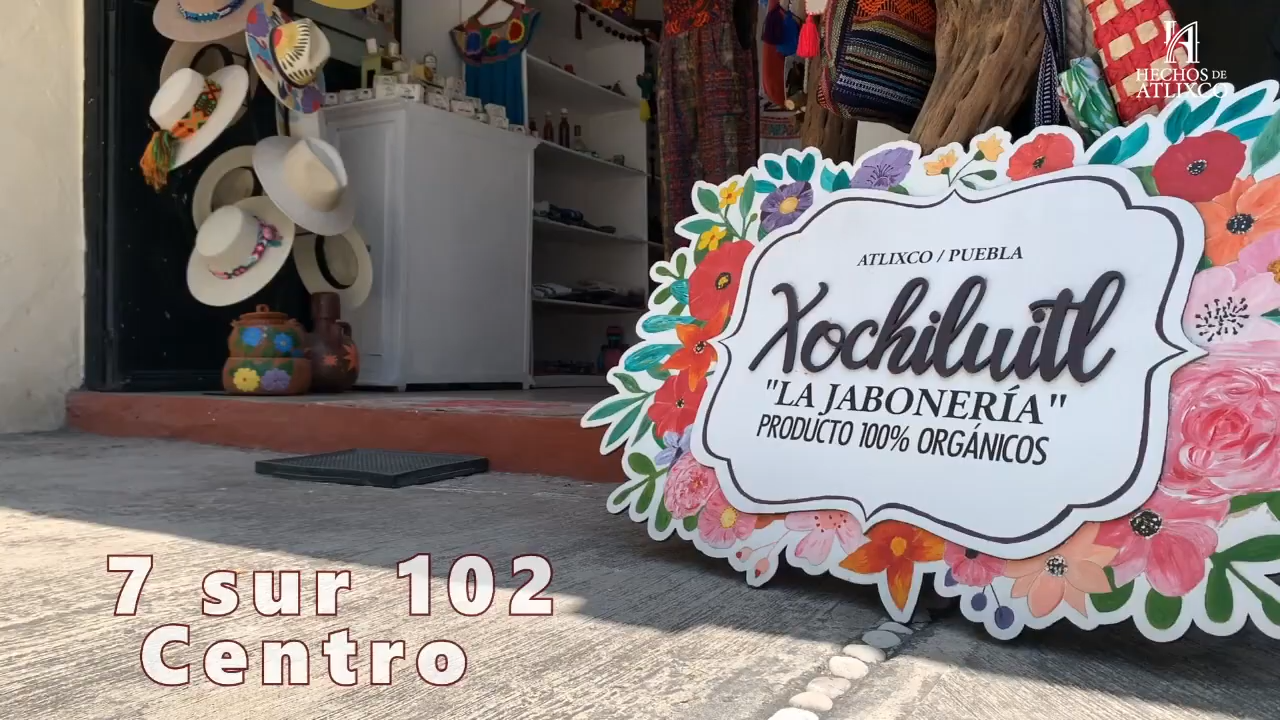 HECHOS DE
ATLIXCO
ATLIXCO / PUEBLA
Xochiluitl
"LA JABONERÍA"
PRODUCTO 100% ORGÁNICOS
7 sur 102
Centro